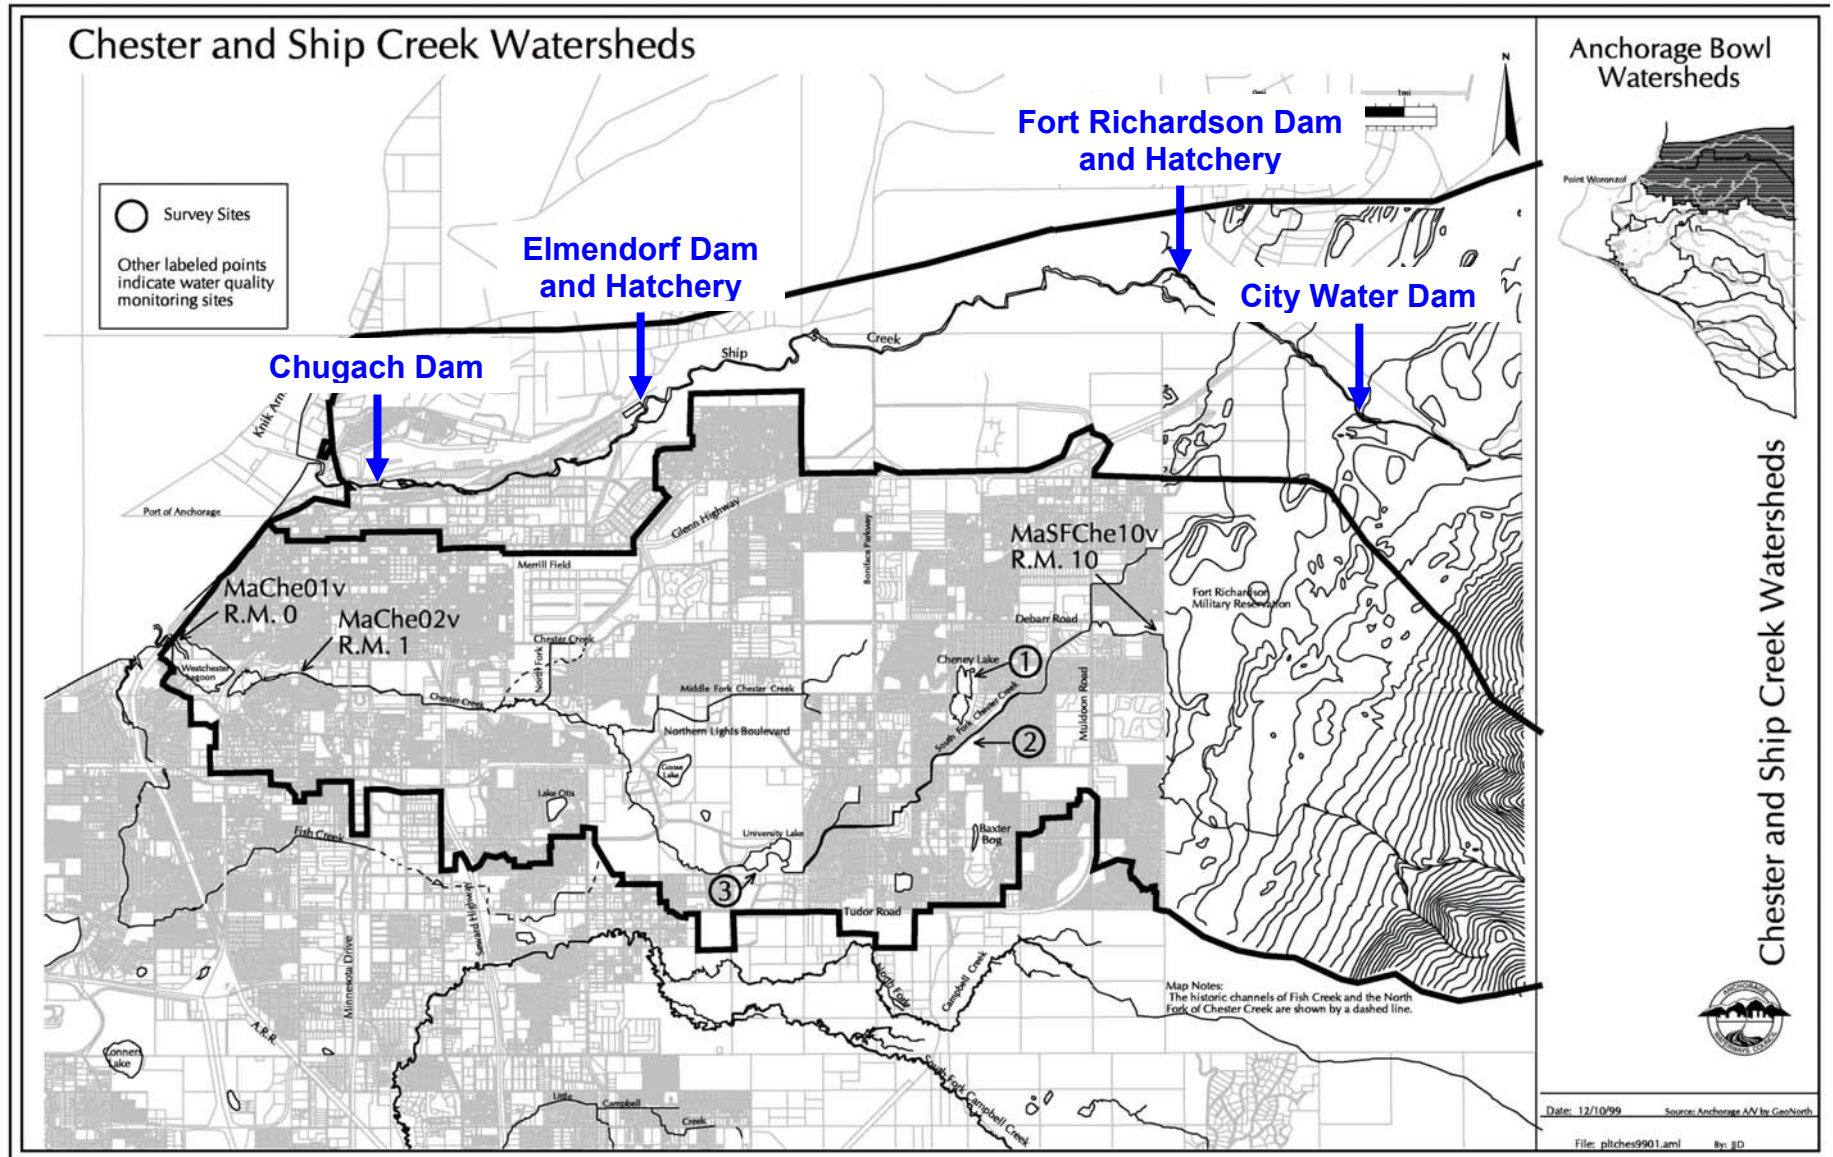 Chester and Ship Creek Watersheds
Anchorage Bowl
Watersheds
N
1mi
Fort Richardson Dam
and Hatchery
Point Woronzof
Survey Sites
Other labeled points
indicate water quality
monitoring sites
Elmendorf Dam
and Hatchery
City Water Dam
Creek
Ship
Chugach Dam
Knik Arm
Port of Anchorage
Glenn Highway
Boniface Parkway
MaSFChe10v
R.M. 10
Merrill Field
MaChe01v
R.M. 0
Fort Richardson
Military Reservation
MaChe02v
R.M. 1
Debarr Road
North Fork
Chester Creek
Cheney Lake
1
Westchester
Lagoon
Middle Fork Chester Creek
Chester Creek
South Fork Chester Creek
Muldoon Road
Northern Lights Boulevard
2
Goose
Lake
Lake Otis
Fish Creek
University Lake
Baxter
Bog
3
Seward Highway
Tudor Road
Minnesota Drive
North Fork
Campbell Creek
Map Notes:
The historic channels of Fish Creek and the North
Fork of Chester Creek are shown by a dashed line.
A.R.R.
Conners
Lake
South Fork Campbell Creek
Little
Campbell
Creek
Chester and Ship Creek Watersheds
ANCHORAGE
WATERWAYS COUNCIL
Date: 12/10/99
Source: Anchorage A/V by GeoNorth
File: pltches9901.aml
By: JJD